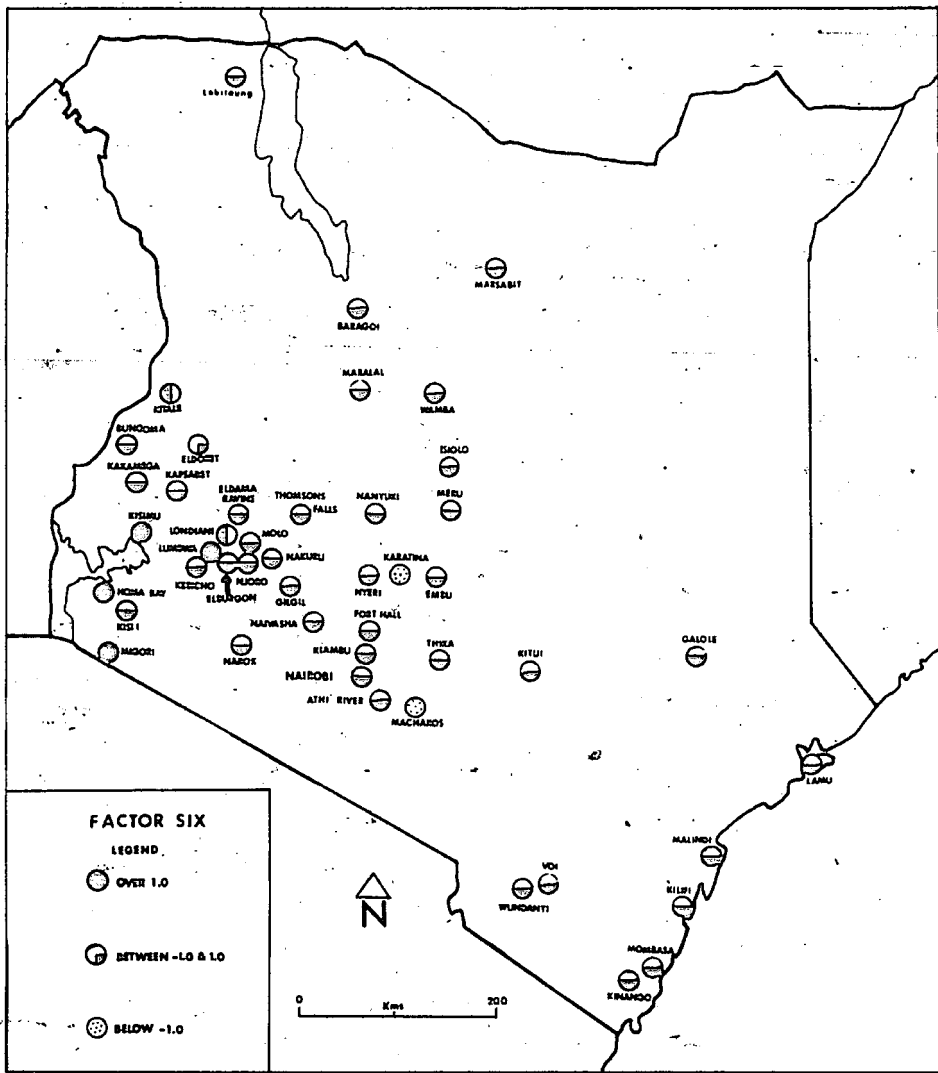 Lokitaung
MARSABIT
BARAGOI
MARALAL
WAMBA
KITALE
BUNGOMA
ELDORET
ISIOLO
KAKAMEGA
KAPSABET
ELDAMA
RAVINE
THOMSONS
FALLS
NANYUKI
MERU
KISUMU
LONDIANI
MOLO
LUMBWA
NAKURU
KARATINA
KERICHO
NJORO
NYERI
EMBU
HOMA BAY
ELBURGON
GILGIL
KISII
NAIVASHA
FORT HALL
MIGORI
NAROK
KIAMBU
THIKA
KITUI
GALOLE
NAIROBI
ATHI RIVER
MACHAKOS
LAMU
MALINDI
VOI
WUNDANYI
KILIFI
MOMBASA
KINANGO
FACTOR SIX
LEGEND
OVER 1.0
BETWEEN -1.0 & 1.0
BELOW -1.0
N
0 Kms 200